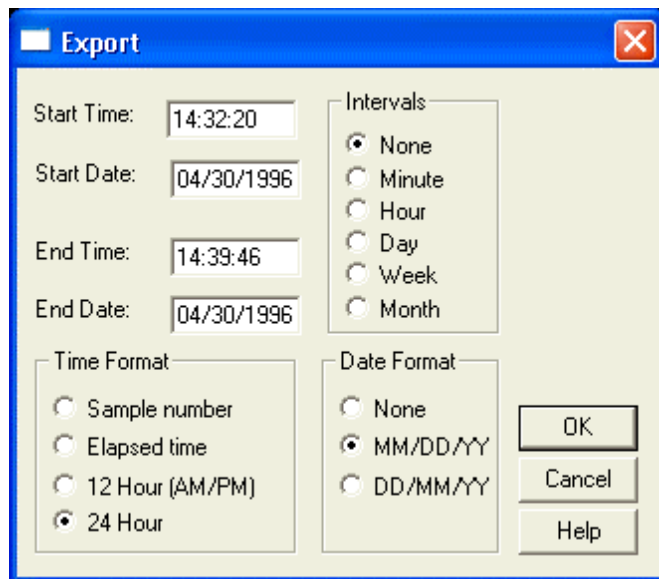 Export
Start Time: 14:32:20
Start Date: 04/30/1996
End Time: 14:39:46
End Date: 04/30/1996
Intervals
None
Minute
Hour
Day
Week
Month
Time Format
Sample number
Elapsed time
12 Hour (AM/PM)
24 Hour
Date Format
None
MM/DD/YY
DD/MM/YY
OK
Cancel
Help